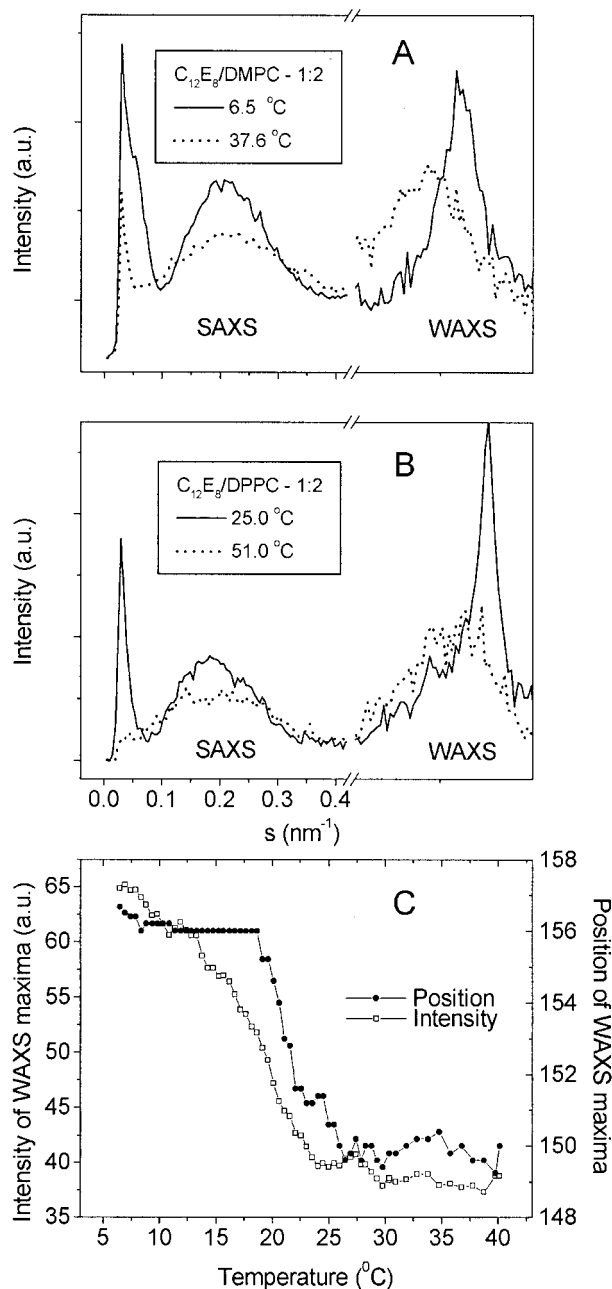 A
C₁₂E₈/DMPC - 1:2
6.5 °C
37.6 °C
Intensity (a.u.)
SAXS
WAXS
B
C₁₂E₈/DPPC - 1:2
25.0 °C
51.0 °C
Intensity (a.u.)
SAXS
WAXS
0.0 0.1 0.2 0.3 0.4
s (nm⁻¹)
C
Intensity of WAXS maxima (a.u.)
65
60
55
50
45
40
35
Position
Intensity
158
156
154
152
150
148
Position of WAXS
maxima
5 10 15 20 25 30 35 40
Temperature (⁰C)